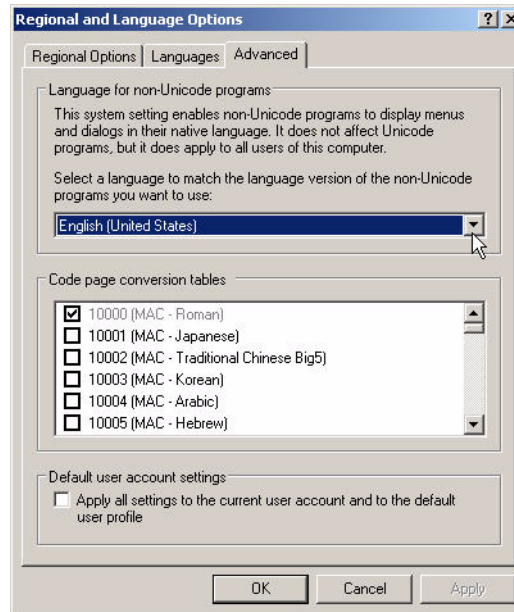 Regional and Language Options
Regional Options
Languages
Advanced
Language for non-Unicode programs
This system setting enables non-Unicode programs to display menus
and dialogs in their native language. It does not affect Unicode
programs, but it does apply to all users of this computer.
Select a language to match the language version of the non-Unicode
programs you want to use:
English (United States)
Code page conversion tables
10000 (MAC - Roman)
10001 (MAC - Japanese)
10002 (MAC - Traditional Chinese Big5)
10003 (MAC - Korean)
10004 (MAC - Arabic)
10005 (MAC - Hebrew)
Default user account settings
Apply all settings to the current user account and to the default
user profile
OK
Cancel
Apply